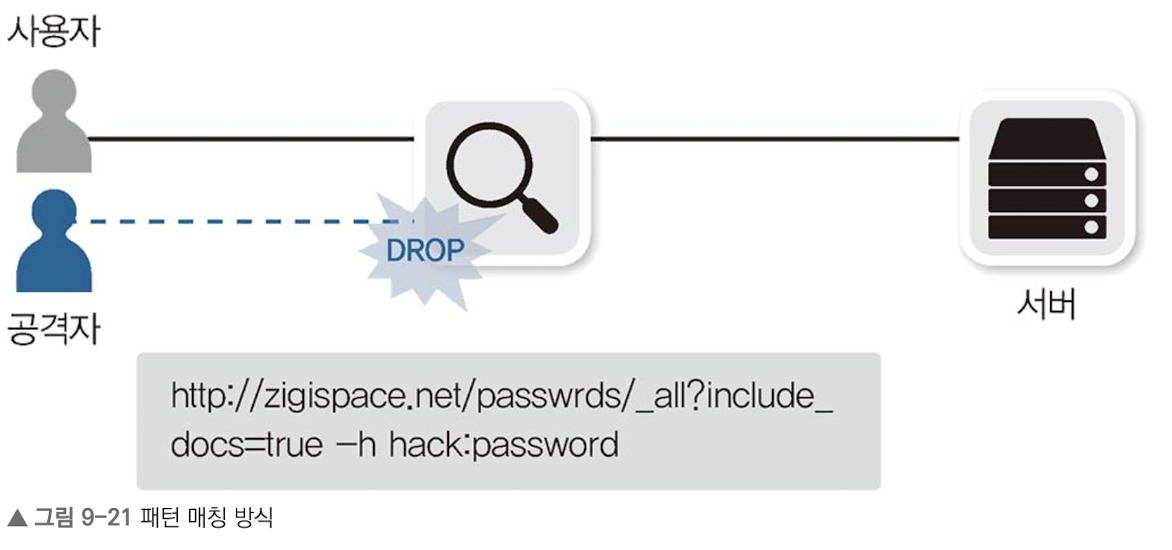 사용자
DROP
공격자
서버
http://zigispace.net/passwrds/_all?include_
docs=true -h hack:password
▲ 그림 9-21 패턴 매칭 방식